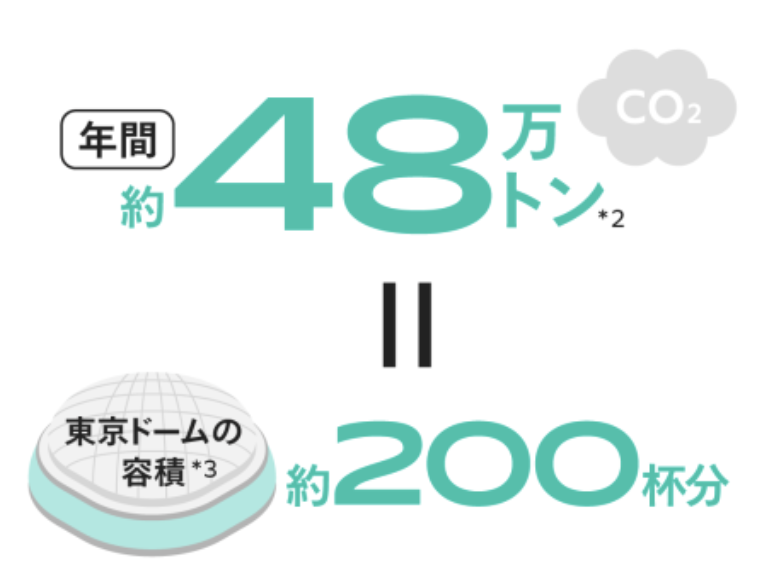 年間
約48万トン*2
CO₂
東京ドームの
容積*3
約200杯分